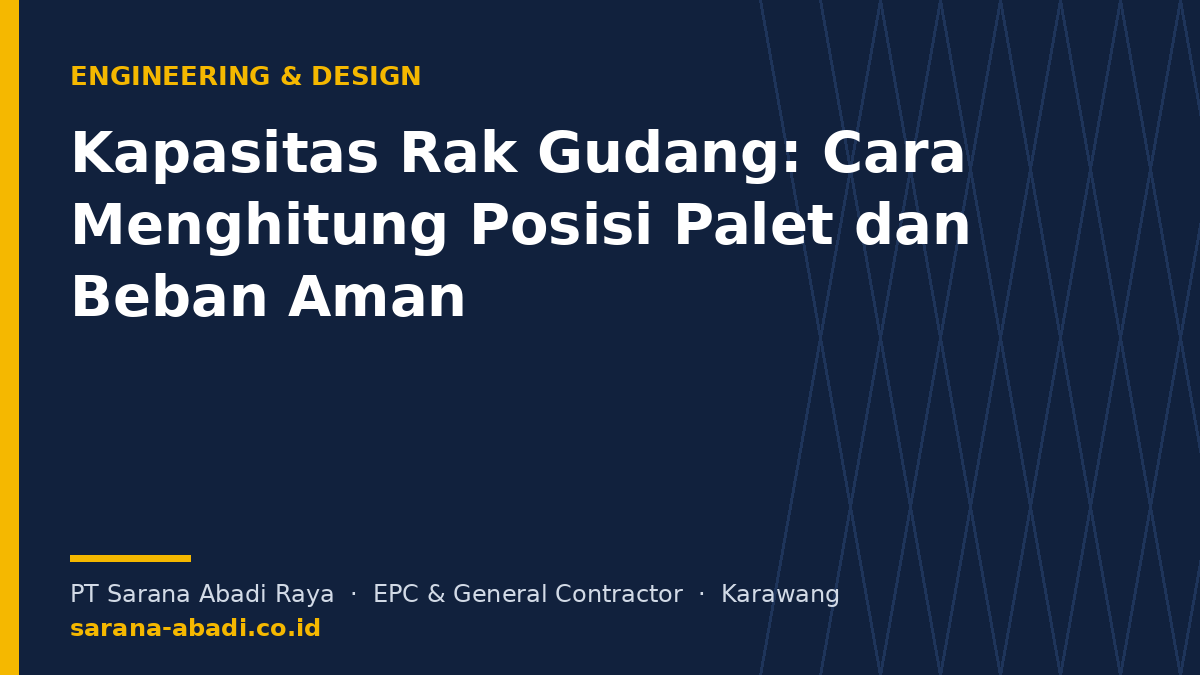 ENGINEERING & DESIGN
Kapasitas Rak Gudang: Cara
Menghitung Posisi Palet dan
Beban Aman
PT Sarana Abadi Raya · EPC & General Contractor · Karawang
sarana-abadi.co.id